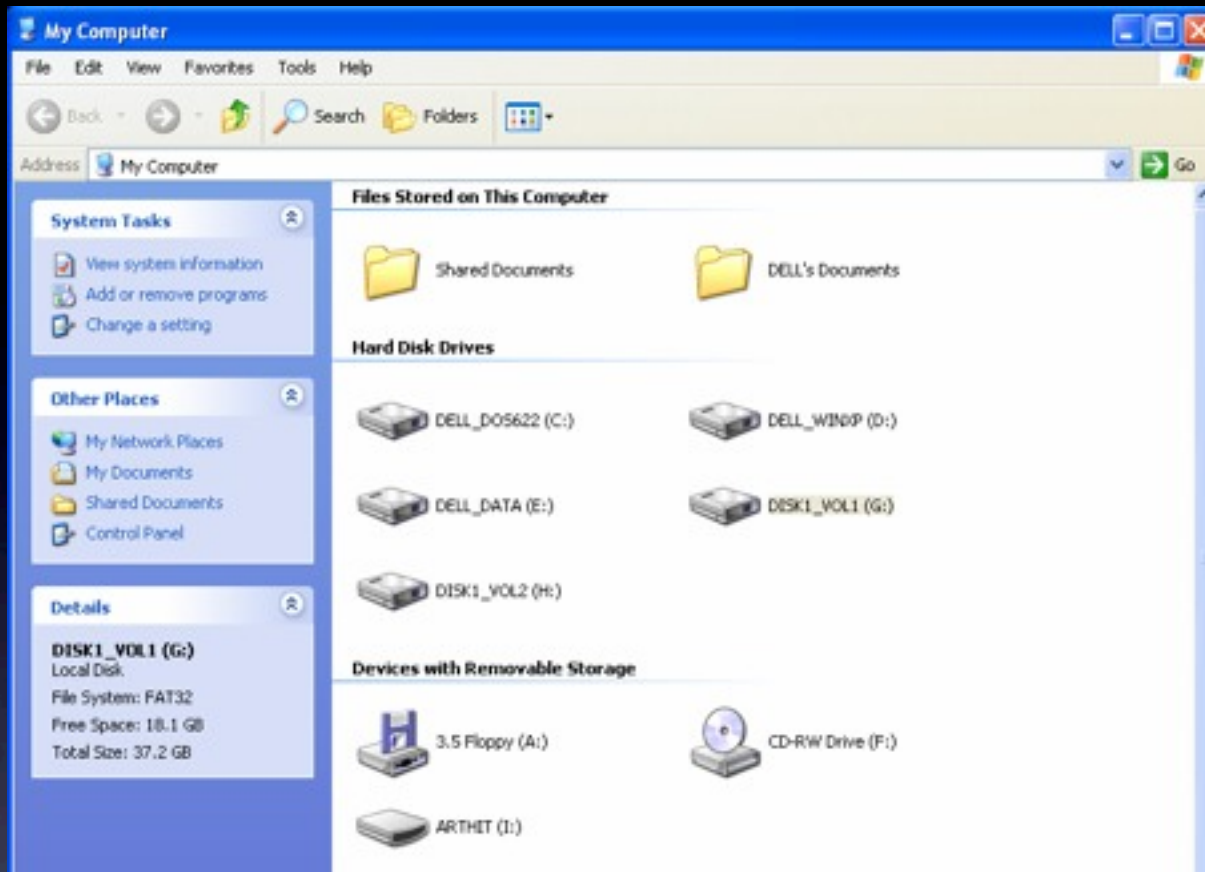 My Computer
File Edit View Favorites Tools Help
Back Search Folders
Address My Computer Go
System Tasks
View system information
Add or remove programs
Change a setting
Other Places
My Network Places
My Documents
Shared Documents
Control Panel
Details
DISK1_VOL1 (G:)
Local Disk
File System: FAT32
Free Space: 18.1 GB
Total Size: 37.2 GB
Files Stored on This Computer
Shared Documents DELL's Documents
Hard Disk Drives
DELL_DOS622 (C:) DELL_WINXP (D:)
DELL_DATA (E:) DISK1_VOL1 (G:)
DISK1_VOL2 (H:)
Devices with Removable Storage
3.5 Floppy (A:) CD-RW Drive (F:)
ARTHIT (I:)